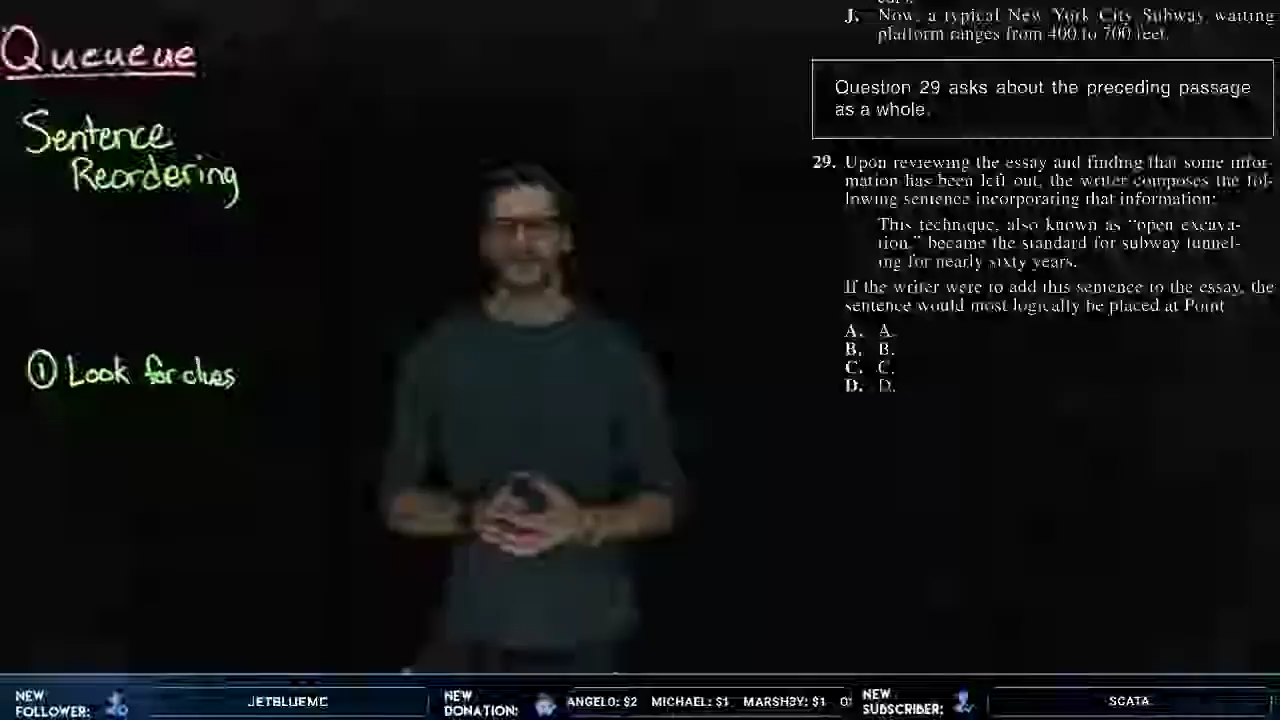 Queueue
Sentence
Reordering
① Look for clues
J. Now, a typical New York City Subway waiting
platform ranges from 400 to 700 feet.
Question 29 asks about the preceding passage
as a whole.
29. Upon reviewing the essay and finding that some infor-
mation has been left out, the writer composes the fol-
lowing sentence incorporating that information:
This technique, also known as “open excava-
tion,” became the standard for subway tunnel-
ing for nearly sixty years.
If the writer were to add this sentence to the essay, the
sentence would most logically be placed at Point
A. A.
B. B.
C. C.
D. D.
NEW
FOLLOWER:
JETBLUEMC
NEW
DONATION:
ANGELO: $2 MICHAEL: $1 MARSH3Y: $1
NEW
SUBSCRIBER:
SCATA